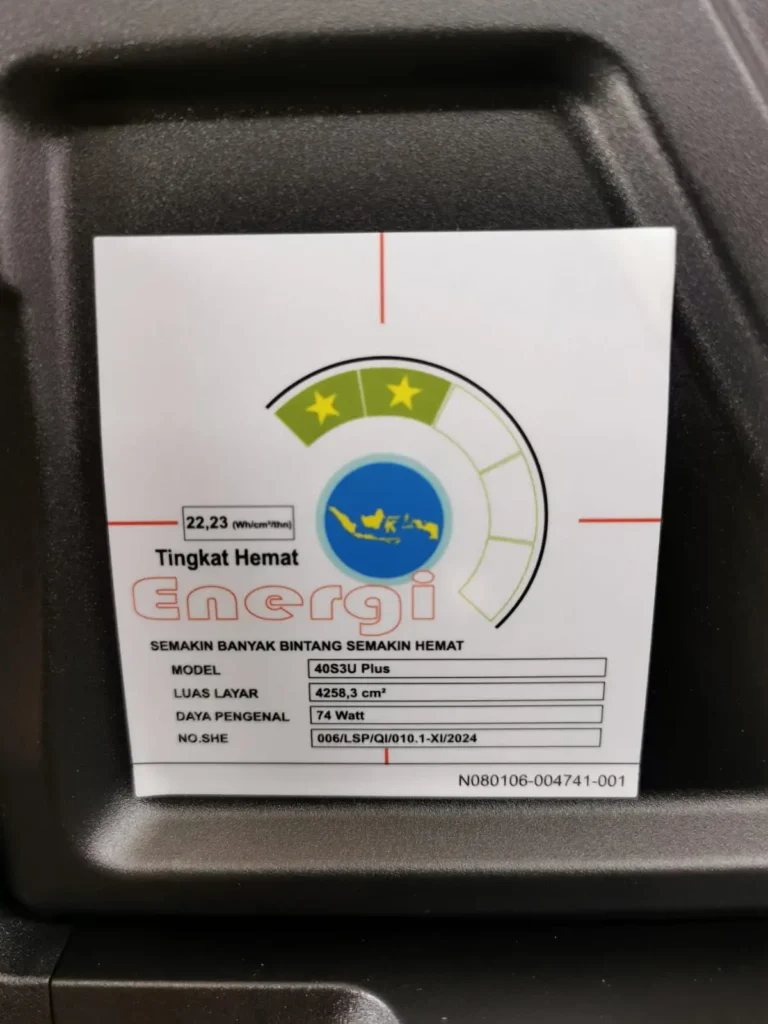 22,23 (Wh/cm²/thn)
Tingkat Hemat
Energi
SEMAKIN BANYAK BINTANG SEMAKIN HEMAT
MODEL 40S3U Plus
LUAS LAYAR 4258,3 cm²
DAYA PENGENAL 74 Watt
NO.SHE 006/LSP/QI/010.1-XI/2024
N080106-004741-001